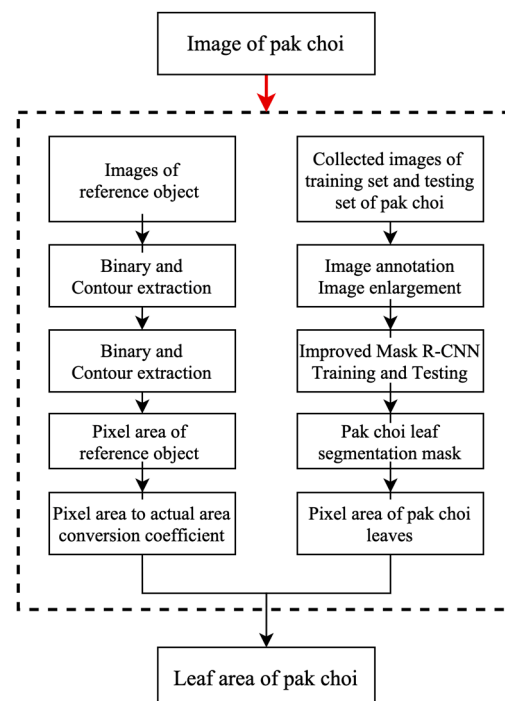 Image of pak choi
Images of
reference object
Binary and
Contour extraction
Binary and
Contour extraction
Pixel area of
reference object
Pixel area to actual area
conversion coefficient
Collected images of
training set and testing
set of pak choi
Image annotation
Image enlargement
Improved Mask R-CNN
Training and Testing
Pak choi leaf
segmentation mask
Pixel area of pak choi
leaves
Leaf area of pak choi